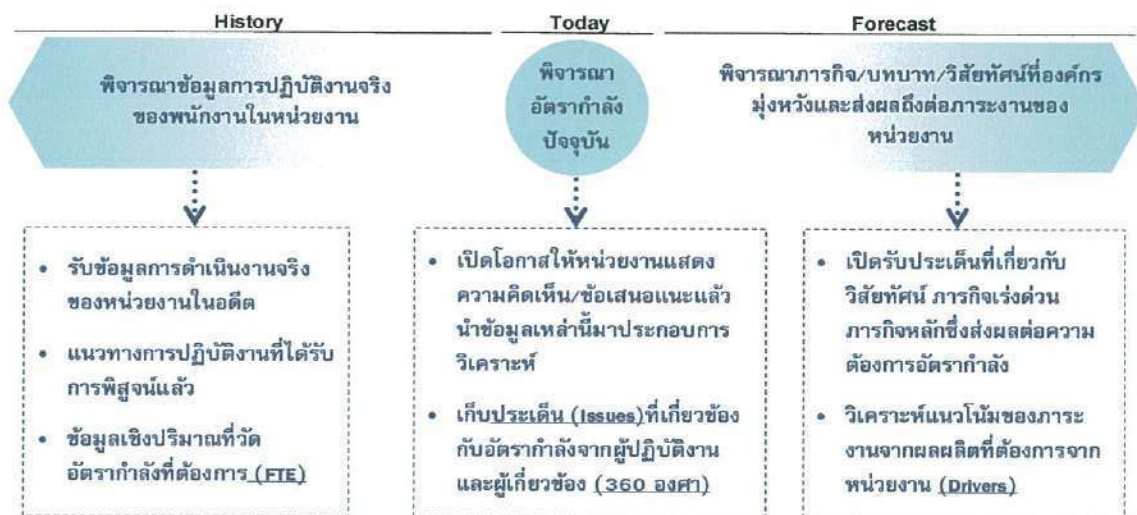 History
พิจารณาข้อมูลการปฏิบัติงานจริง
ของพนักงานในหน่วยงาน
Today
พิจารณา
อัตรากำลัง
ปัจจุบัน
Forecast
พิจารณาภารกิจ/บทบาท/วิสัยทัศน์ที่องค์กร
มุ่งหวังและส่งผลถึงต่อภาระงานของ
หน่วยงาน
• รับข้อมูลการดำเนินงานจริง
ของหน่วยงานในอดีต
• แนวทางการปฏิบัติงานที่ได้รับ
การพิสูจน์แล้ว
• ข้อมูลเชิงปริมาณที่วัด
อัตรากำลังที่ต้องการ (FTE)
• เปิดโอกาสให้หน่วยงานแสดง
ความคิดเห็น/ข้อเสนอแนะแล้ว
นำข้อมูลเหล่านี้มาประกอบการ
วิเคราะห์
• เก็บประเด็น (Issues)ที่เกี่ยวข้อง
กับอัตรากำลังจากผู้ปฏิบัติงาน
และผู้เกี่ยวข้อง (360 องศา)
• เปิดรับประเด็นที่เกี่ยวกับ
วิสัยทัศน์ ภารกิจเร่งด่วน
ภารกิจหลักซึ่งส่งผลต่อความ
ต้องการอัตรากำลัง
• วิเคราะห์แนวโน้มของภาระ
งานจากผลผลิตที่ต้องการจาก
หน่วยงาน (Drivers)